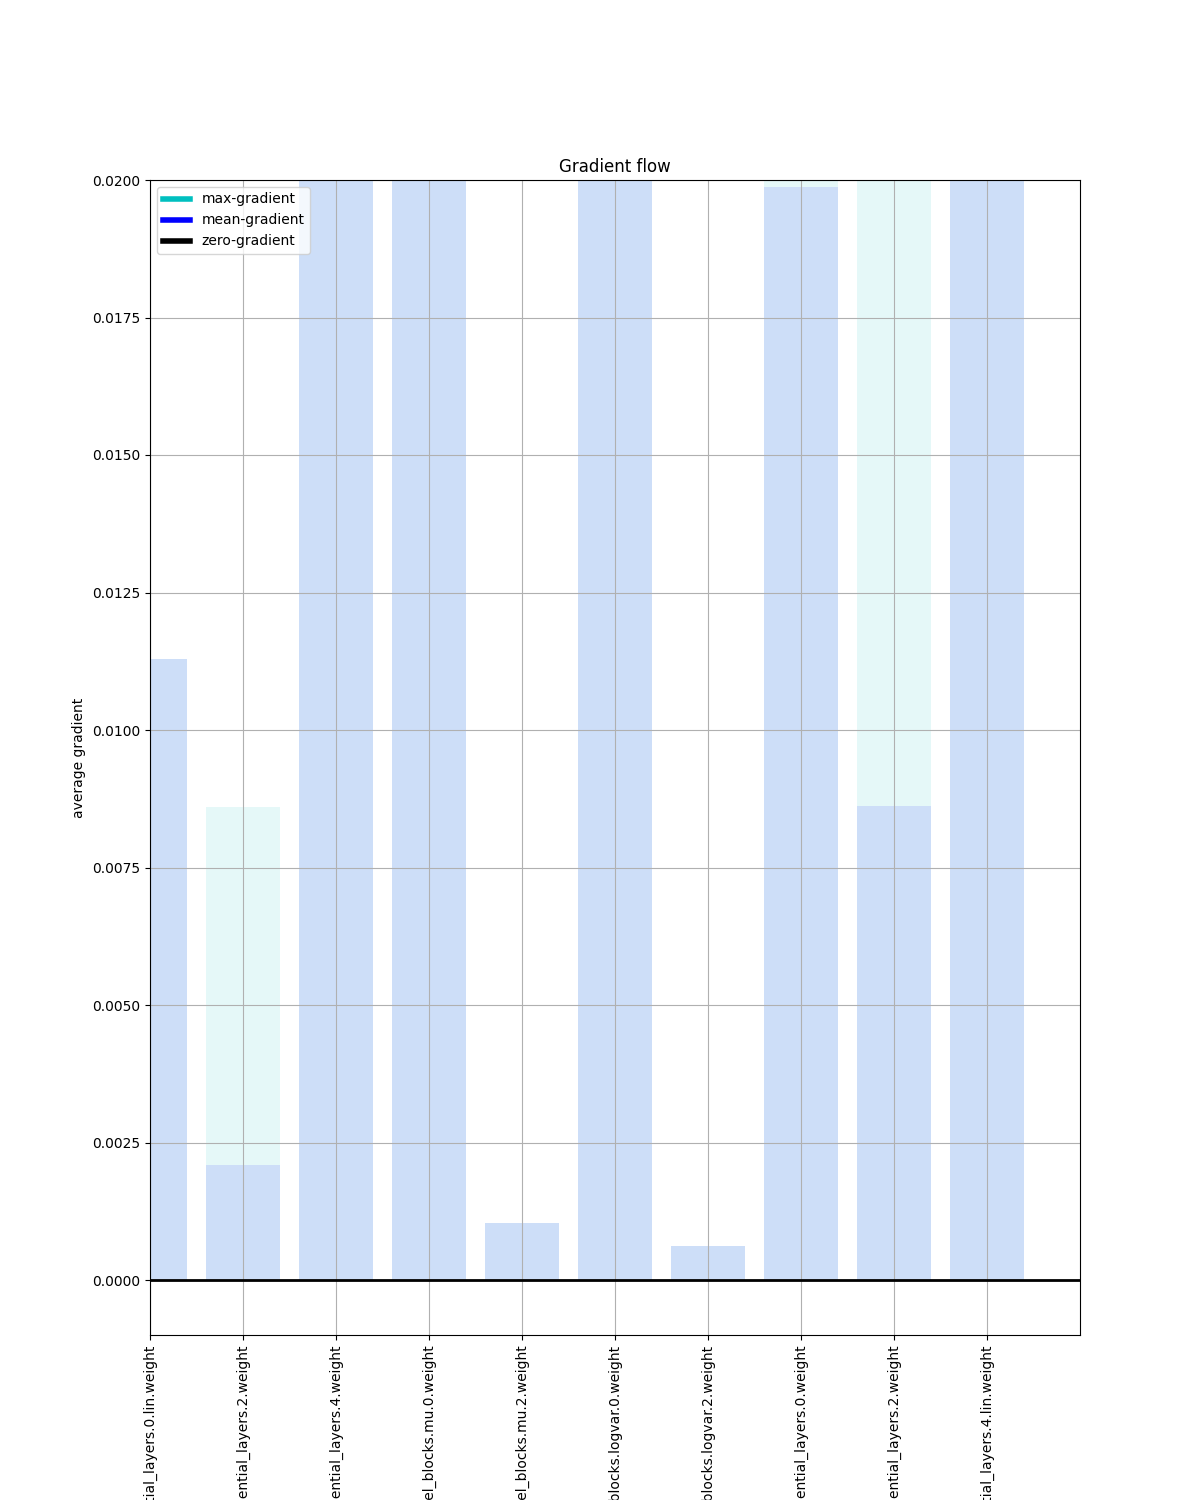 Gradient flow
max-gradient
mean-gradient
zero-gradient
0.0200
0.0175
0.0150
0.0125
0.0100
0.0075
0.0050
0.0025
0.0000
average gradient
tial_layers.0.lin.weight
ential_layers.2.weight
ential_layers.4.weight
el_blocks.mu.0.weight
el_blocks.mu.2.weight
blocks.logvar.0.weight
blocks.logvar.2.weight
ential_layers.0.weight
ential_layers.2.weight
tial_layers.4.lin.weight